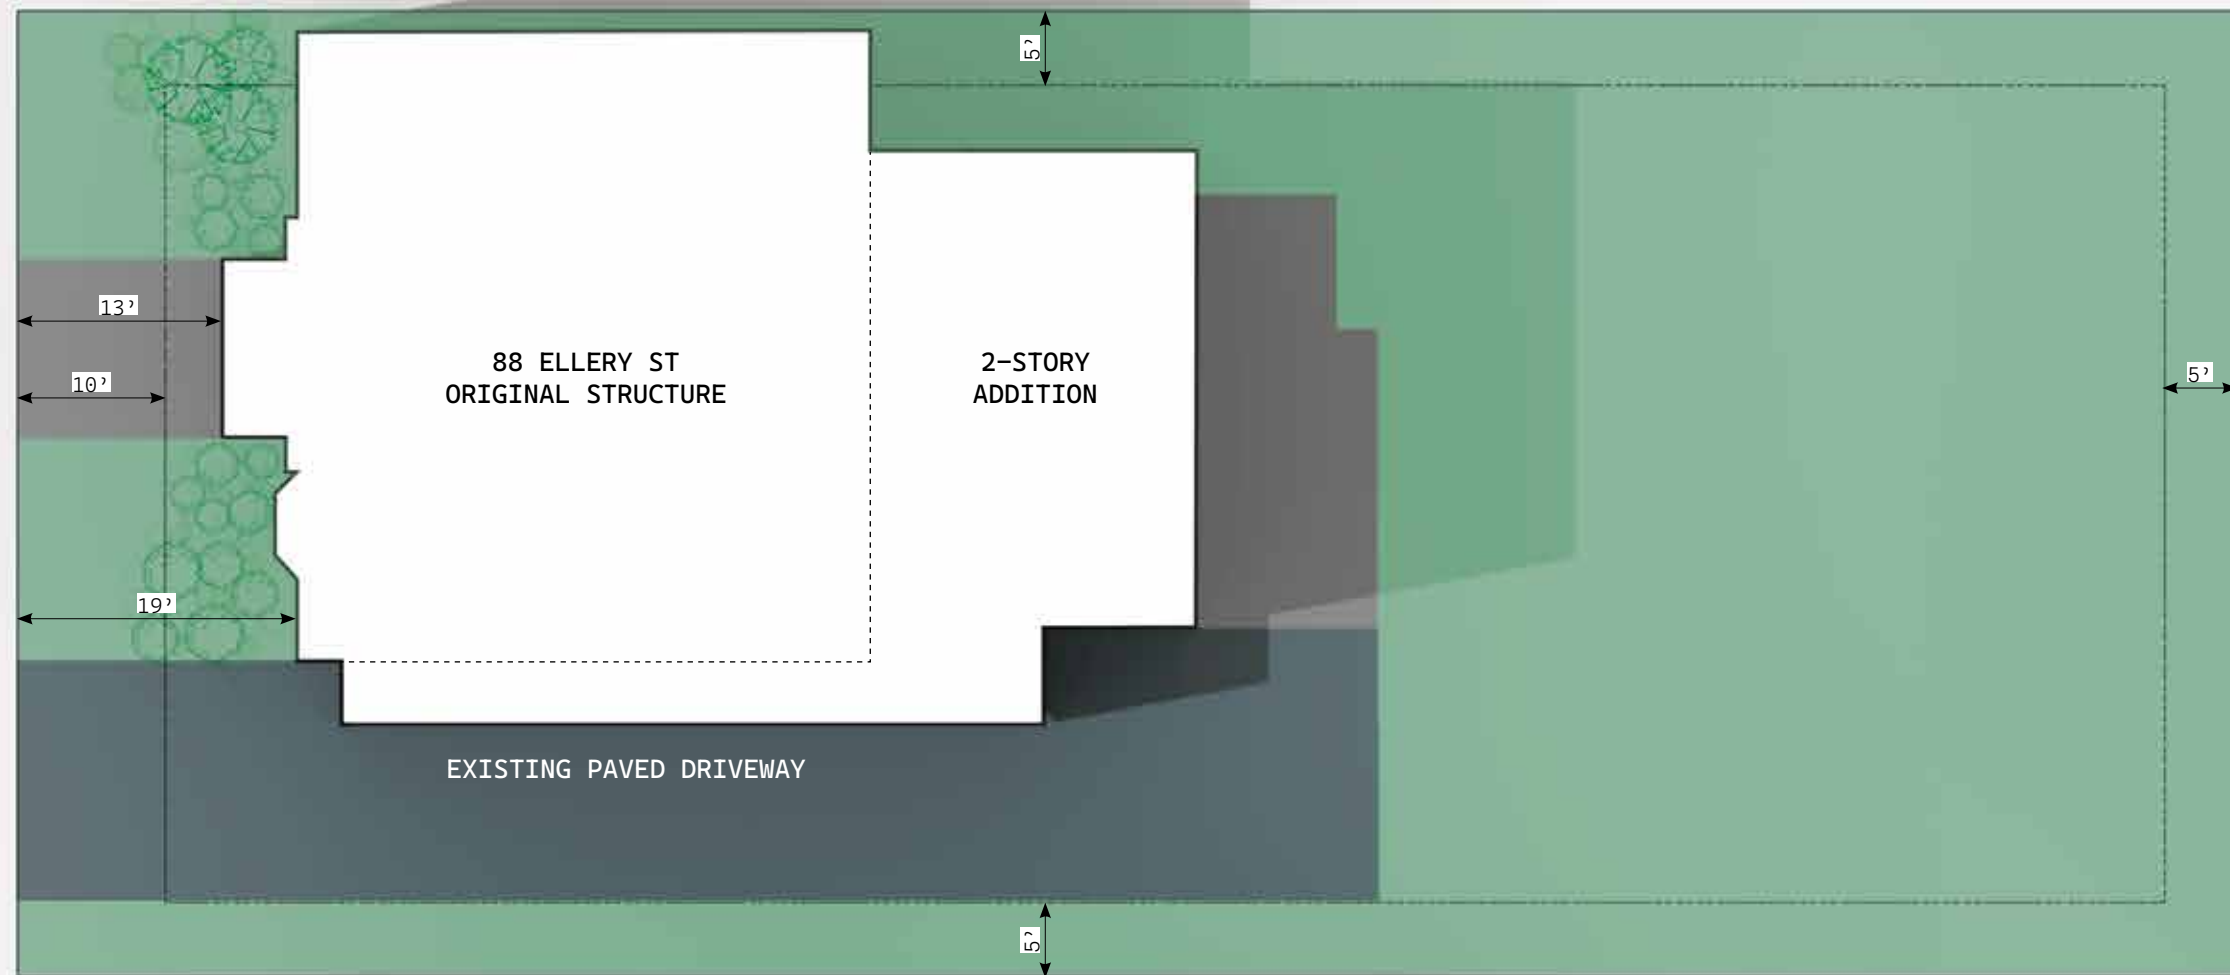 5’
13’
10’
88 ELLERY ST
ORIGINAL STRUCTURE
2-STORY
ADDITION
5’
19’
EXISTING PAVED DRIVEWAY
5’